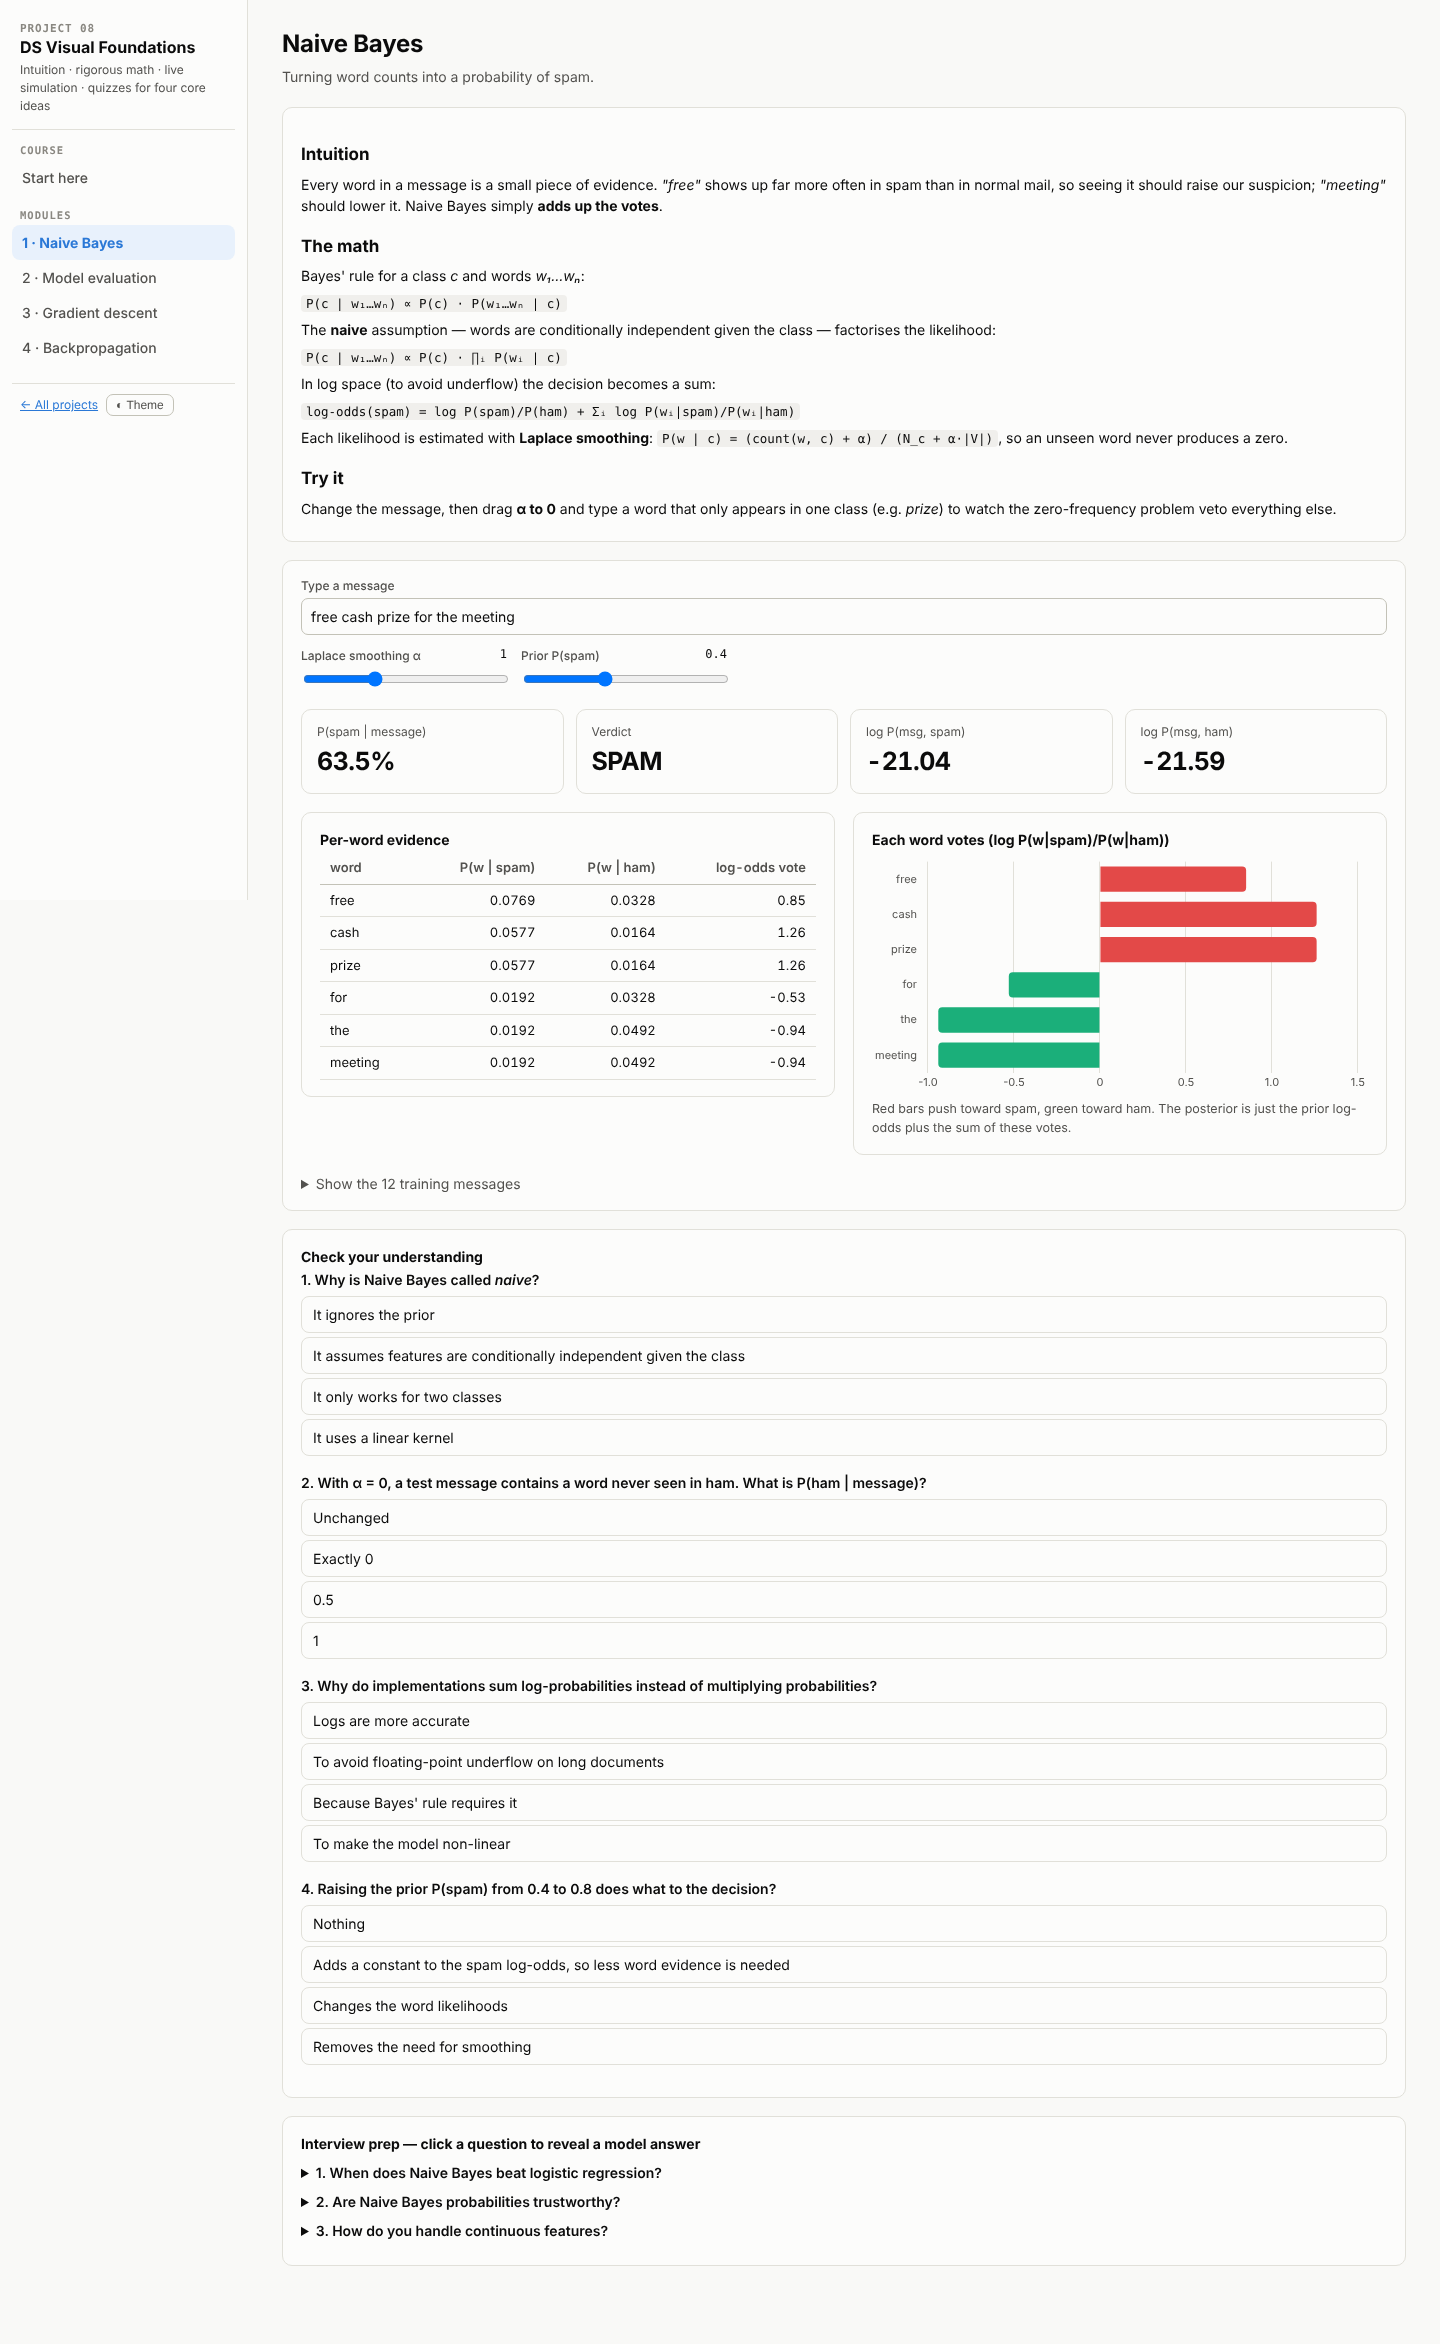 PROJECT 08
DS Visual Foundations
Intuition · rigorous math · live
simulation · quizzes for four core
ideas
COURSE
Start here
MODULES
1 · Naive Bayes
2 · Model evaluation
3 · Gradient descent
4 · Backpropagation
← All projects
Theme
Naive Bayes
Turning word counts into a probability of spam.
Intuition
Every word in a message is a small piece of evidence. "free" shows up far more often in spam than in normal mail, so seeing it should raise our suspicion; "meeting"
should lower it. Naive Bayes simply adds up the votes.
The math
Bayes' rule for a class c and words w₁…wₙ:
P(c | w₁…wₙ) ∝ P(c) · P(w₁…wₙ | c)
The naive assumption — words are conditionally independent given the class — factorises the likelihood:
P(c | w₁…wₙ) ∝ P(c) · ∏ᵢ P(wᵢ | c)
In log space (to avoid underflow) the decision becomes a sum:
log-odds(spam) = log P(spam)/P(ham) + Σᵢ log P(wᵢ|spam)/P(wᵢ|ham)
Each likelihood is estimated with Laplace smoothing: P(w | c) = (count(w, c) + α) / (N_c + α·|V|), so an unseen word never produces a zero.
Try it
Change the message, then drag α to 0 and type a word that only appears in one class (e.g. prize) to watch the zero-frequency problem veto everything else.
Type a message
free cash prize for the meeting
Laplace smoothing α 1 Prior P(spam) 0.4
P(spam | message)
63.5%
Verdict
SPAM
log P(msg, spam)
-21.04
log P(msg, ham)
-21.59
Per-word evidence
word P(w | spam) P(w | ham) log-odds vote
free 0.0769 0.0328 0.85
cash 0.0577 0.0164 1.26
prize 0.0577 0.0164 1.26
for 0.0192 0.0328 -0.53
the 0.0192 0.0492 -0.94
meeting 0.0192 0.0492 -0.94
Each word votes (log P(w|spam)/P(w|ham))
free
cash
prize
for
the
meeting
-1.0 -0.5 0 0.5 1.0 1.5
Red bars push toward spam, green toward ham. The posterior is just the prior log-
odds plus the sum of these votes.
Show the 12 training messages
Check your understanding
1. Why is Naive Bayes called naive?
It ignores the prior
It assumes features are conditionally independent given the class
It only works for two classes
It uses a linear kernel
2. With α = 0, a test message contains a word never seen in ham. What is P(ham | message)?
Unchanged
Exactly 0
0.5
1
3. Why do implementations sum log-probabilities instead of multiplying probabilities?
Logs are more accurate
To avoid floating-point underflow on long documents
Because Bayes' rule requires it
To make the model non-linear
4. Raising the prior P(spam) from 0.4 to 0.8 does what to the decision?
Nothing
Adds a constant to the spam log-odds, so less word evidence is needed
Changes the word likelihoods
Removes the need for smoothing
Interview prep — click a question to reveal a model answer
1. When does Naive Bayes beat logistic regression?
2. Are Naive Bayes probabilities trustworthy?
3. How do you handle continuous features?